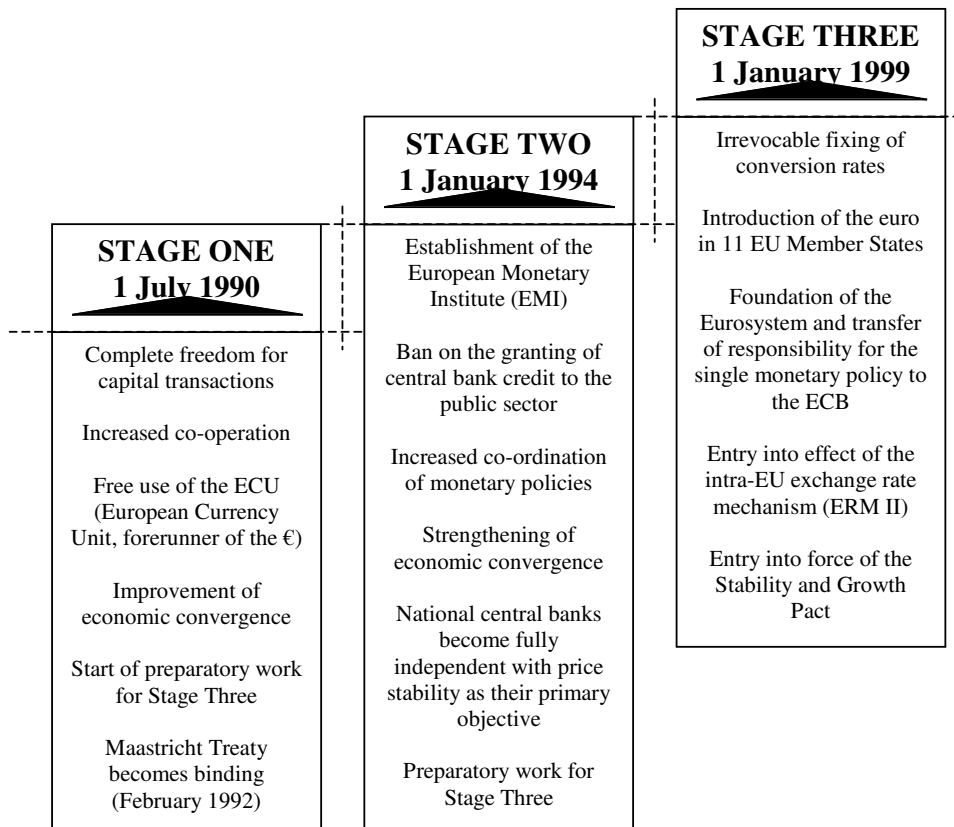 STAGE ONE
1 July 1990
Complete freedom for
capital transactions
Increased co-operation
Free use of the ECU
(European Currency
Unit, forerunner of the €)
Improvement of
economic convergence
Start of preparatory work
for Stage Three
Maastricht Treaty
becomes binding
(February 1992)
STAGE TWO
1 January 1994
Establishment of the
European Monetary
Institute (EMI)
Ban on the granting of
central bank credit to the
public sector
Increased co-ordination
of monetary policies
Strengthening of
economic convergence
National central banks
become fully
independent with price
stability as their primary
objective
Preparatory work for
Stage Three
STAGE THREE
1 January 1999
Irrevocable fixing of
conversion rates
Introduction of the euro
in 11 EU Member States
Foundation of the
Eurosystem and transfer
of responsibility for the
single monetary policy to
the ECB
Entry into effect of the
intra-EU exchange rate
mechanism (ERM II)
Entry into force of the
Stability and Growth
Pact